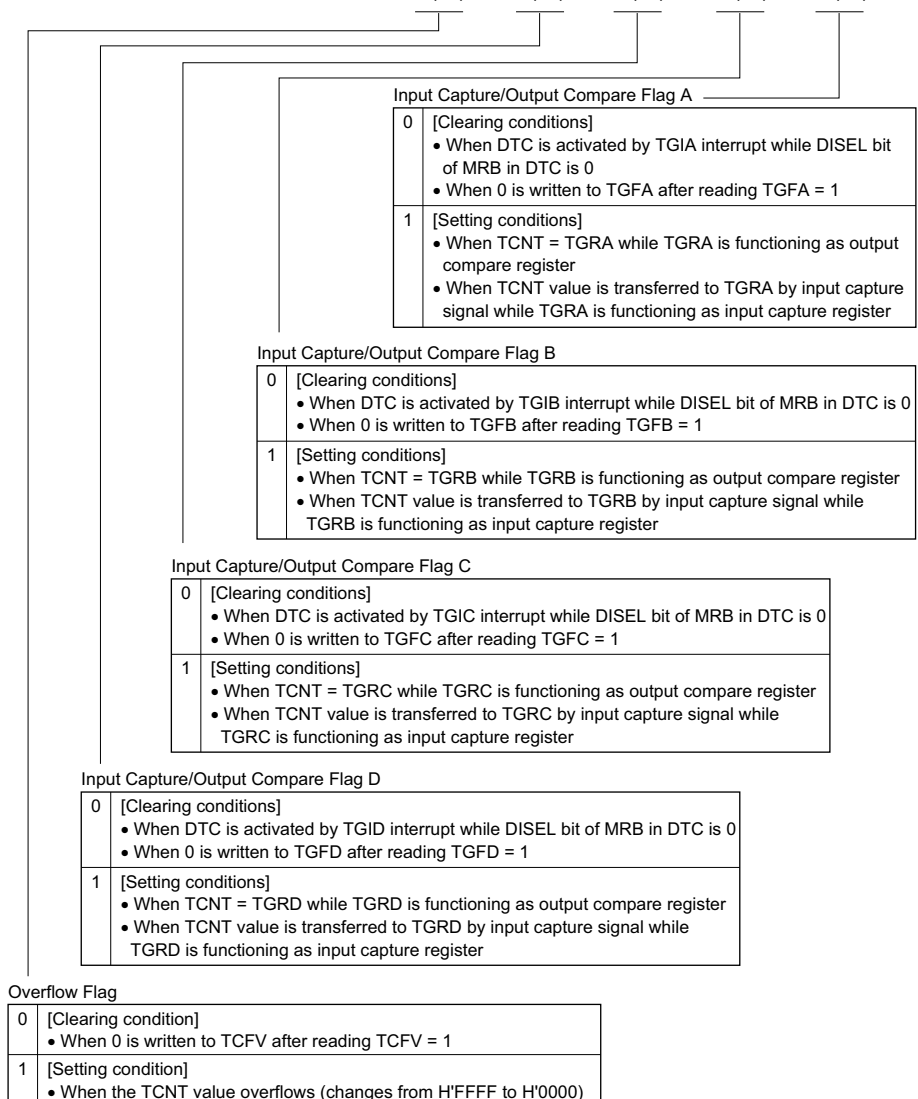 Input Capture/Output Compare Flag A
0 [Clearing conditions]
• When DTC is activated by TGIA interrupt while DISEL bit
of MRB in DTC is 0
• When 0 is written to TGFA after reading TGFA = 1
1 [Setting conditions]
• When TCNT = TGRA while TGRA is functioning as output
compare register
• When TCNT value is transferred to TGRA by input capture
signal while TGRA is functioning as input capture register
Input Capture/Output Compare Flag B
0 [Clearing conditions]
• When DTC is activated by TGIB interrupt while DISEL bit of MRB in DTC is 0
• When 0 is written to TGFB after reading TGFB = 1
1 [Setting conditions]
• When TCNT = TGRB while TGRB is functioning as output compare register
• When TCNT value is transferred to TGRB by input capture signal while
TGRB is functioning as input capture register
Input Capture/Output Compare Flag C
0 [Clearing conditions]
• When DTC is activated by TGIC interrupt while DISEL bit of MRB in DTC is 0
• When 0 is written to TGFC after reading TGFC = 1
1 [Setting conditions]
• When TCNT = TGRC while TGRC is functioning as output compare register
• When TCNT value is transferred to TGRC by input capture signal while
TGRC is functioning as input capture register
Input Capture/Output Compare Flag D
0 [Clearing conditions]
• When DTC is activated by TGID interrupt while DISEL bit of MRB in DTC is 0
• When 0 is written to TGFD after reading TGFD = 1
1 [Setting conditions]
• When TCNT = TGRD while TGRD is functioning as output compare register
• When TCNT value is transferred to TGRD by input capture signal while
TGRD is functioning as input capture register
Overflow Flag
0 [Clearing condition]
• When 0 is written to TCFV after reading TCFV = 1
1 [Setting condition]
• When the TCNT value overflows (changes from H'FFFF to H'0000)